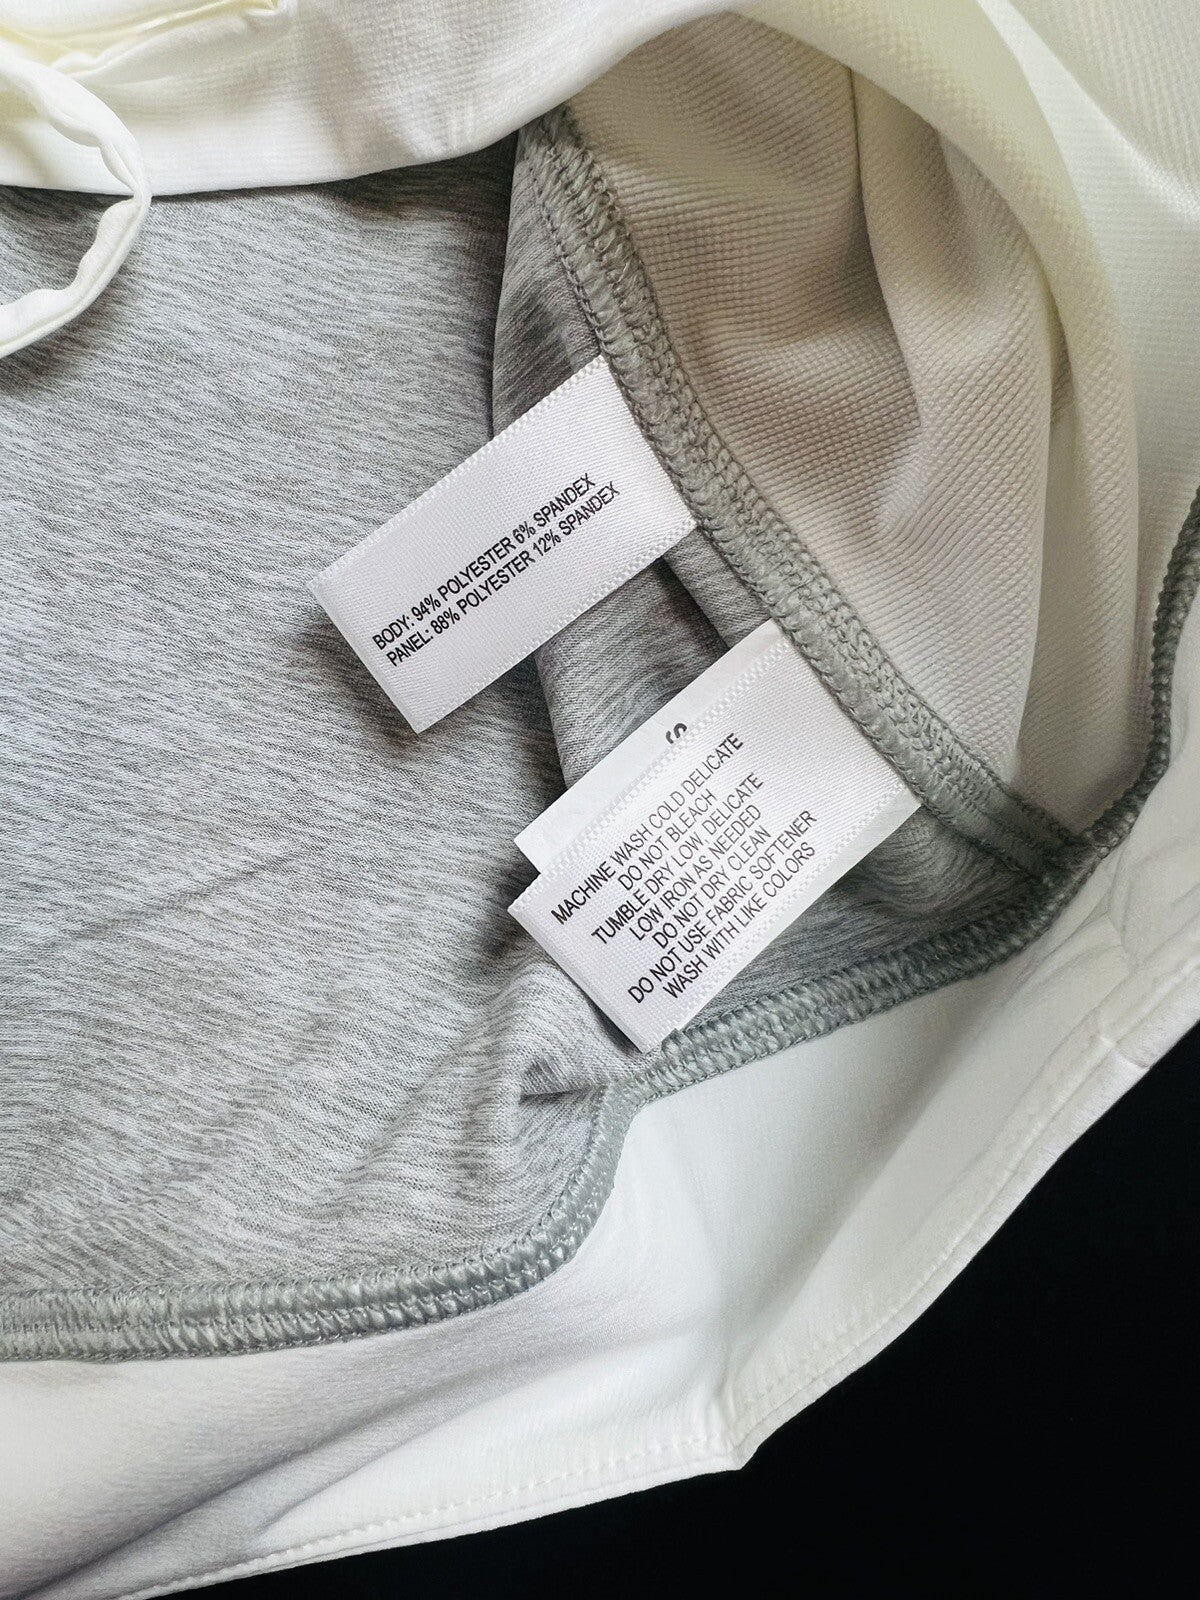 BODY: 94% POLYESTER 6% SPANDEX
PANEL: 88% POLYESTER 12% SPANDEX
S
MACHINE WASH COLD DELICATE
DO NOT BLEACH
TUMBLE DRY LOW, DELICATE
LOW IRON AS NEEDED
DO NOT DRY CLEAN
DO NOT USE FABRIC SOFTENER
WASH WITH LIKE COLORS